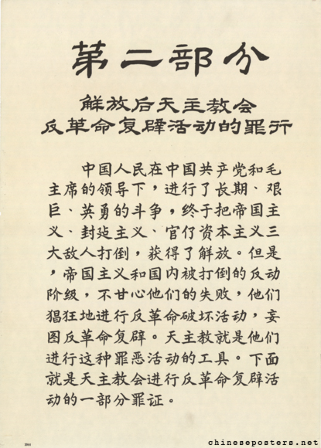 第二部分
解放后天主教会
反革命复辟活动的罪行
中国人民在中国共产党和毛
主席的领导下，进行了长期、艰
巨、英勇的斗争，终于把帝国主
义、封建主义、官僚资本主义三
大敌人打倒，获得了解放。但是
，帝国主义和国内被打倒的反动
阶级，不甘心他们的失败，他们
猖狂地进行反革命破坏活动，妄
图反革命复辟。天主教就是他们
进行这种罪恶活动的工具。下面
就是天主教会进行反革命复辟活
动的一部分罪证。
chineseposters.net